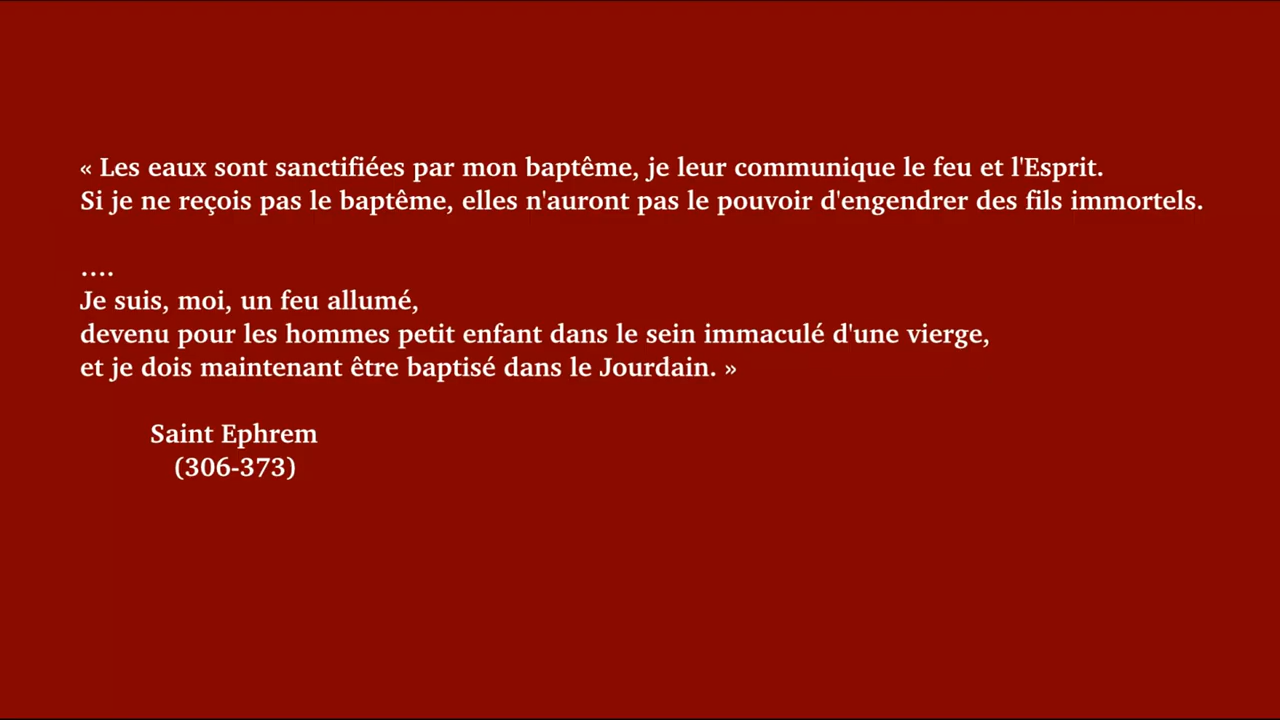 « Les eaux sont sanctifiées par mon baptême, je leur communique le feu et l'Esprit.
Si je ne reçois pas le baptême, elles n'auront pas le pouvoir d'engendrer des fils immortels.
....
Je suis, moi, un feu allumé,
devenu pour les hommes petit enfant dans le sein immaculé d'une vierge,
et je dois maintenant être baptisé dans le Jourdain. »
Saint Ephrem
(306-373)